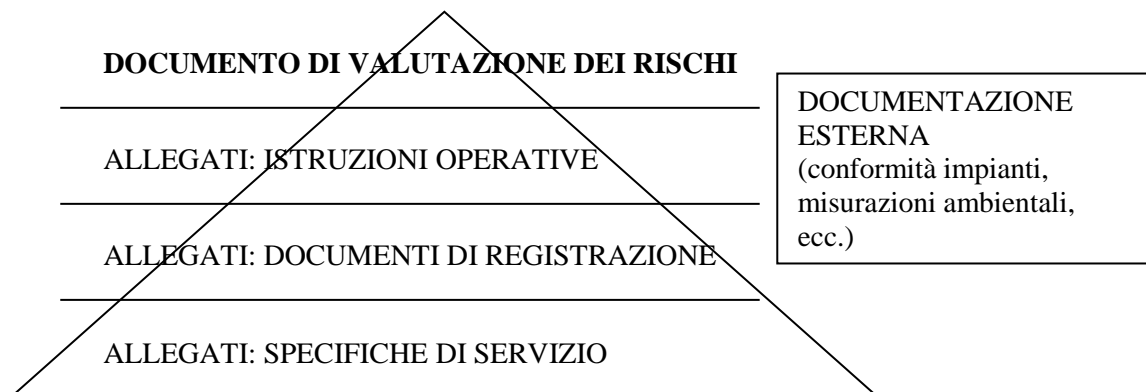 DOCUMENTO DI VALUTAZIONE DEI RISCHI
ALLEGATI: ISTRUZIONI OPERATIVE
ALLEGATI: DOCUMENTI DI REGISTRAZIONE
ALLEGATI: SPECIFICHE DI SERVIZIO
DOCUMENTAZIONE
ESTERNA
(conformità impianti,
misurazioni ambientali,
ecc.)